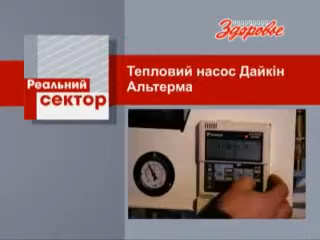 Здоровье
Реальний
сектор
Тепловий насос Дайкін
Альтерма